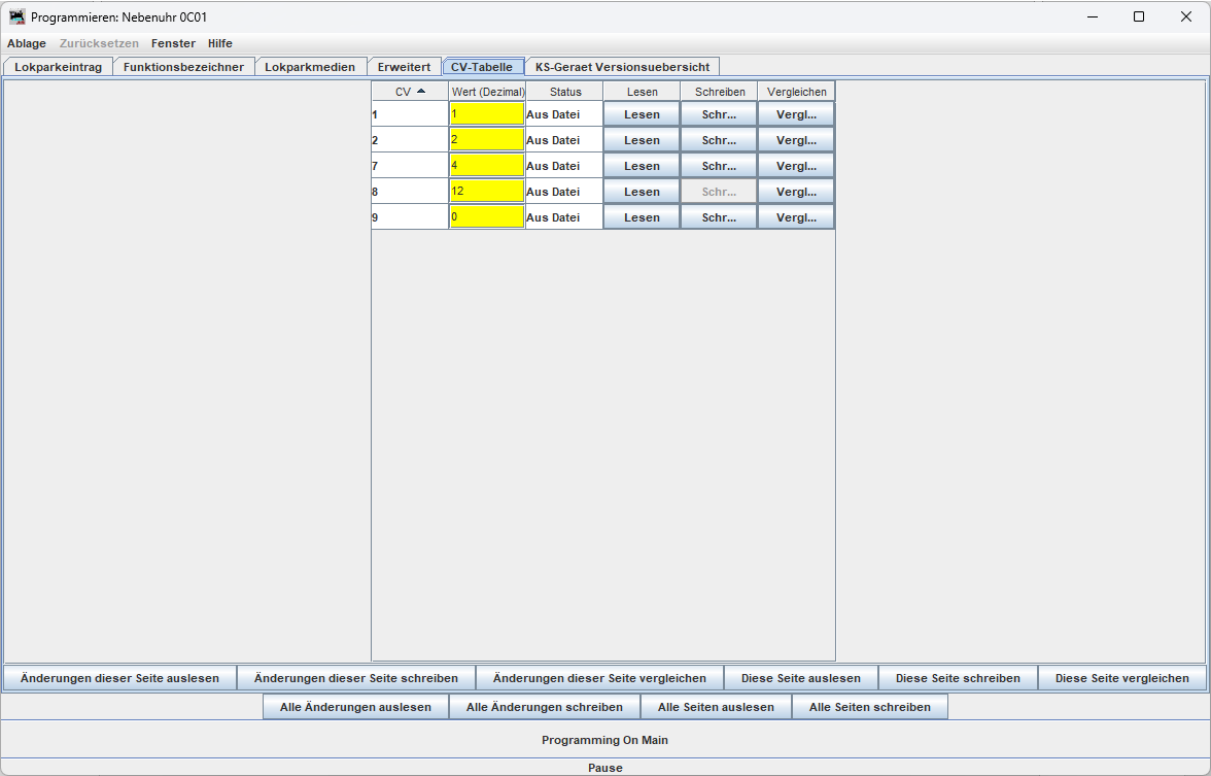 Programmieren: Nebenuhr 0C01
Ablage Zurücksetzen Fenster Hilfe
Lokparkeintrag Funktionsbezeichner Lokparkmedien Erweitert CV-Tabelle KS-Geraet Versionsuebersicht
CV Wert (Dezimal) Status Lesen Schreiben Vergleichen
1 1 Aus Datei Lesen Schr... Vergl...
2 2 Aus Datei Lesen Schr... Vergl...
7 4 Aus Datei Lesen Schr... Vergl...
8 12 Aus Datei Lesen Schr... Vergl...
9 0 Aus Datei Lesen Schr... Vergl...
Änderungen dieser Seite auslesen Änderungen dieser Seite schreiben Änderungen dieser Seite vergleichen Diese Seite auslesen Diese Seite schreiben Diese Seite vergleichen
Alle Änderungen auslesen Alle Änderungen schreiben Alle Seiten auslesen Alle Seiten schreiben
Programming On Main
Pause